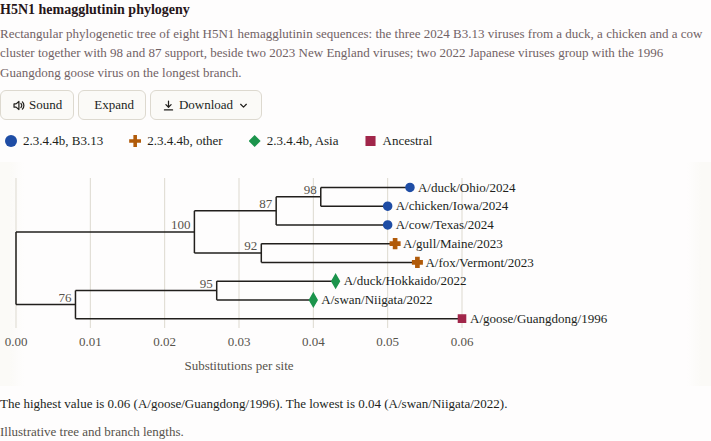 H5N1 hemagglutinin phylogeny
Rectangular phylogenetic tree of eight H5N1 hemagglutinin sequences: the three 2024 B3.13 viruses from a duck, a chicken and a cow
cluster together with 98 and 87 support, beside two 2023 New England viruses; two 2022 Japanese viruses group with the 1996
Guangdong goose virus on the longest branch.
Sound Expand Download
2.3.4.4b, B3.13 2.3.4.4b, other 2.3.4.4b, Asia Ancestral
98 A/duck/Ohio/2024
87 A/chicken/Iowa/2024
100 A/cow/Texas/2024
92 A/gull/Maine/2023
A/fox/Vermont/2023
95 A/duck/Hokkaido/2022
76 A/swan/Niigata/2022
A/goose/Guangdong/1996
0.00 0.01 0.02 0.03 0.04 0.05 0.06
Substitutions per site
The highest value is 0.06 (A/goose/Guangdong/1996). The lowest is 0.04 (A/swan/Niigata/2022).
Illustrative tree and branch lengths.